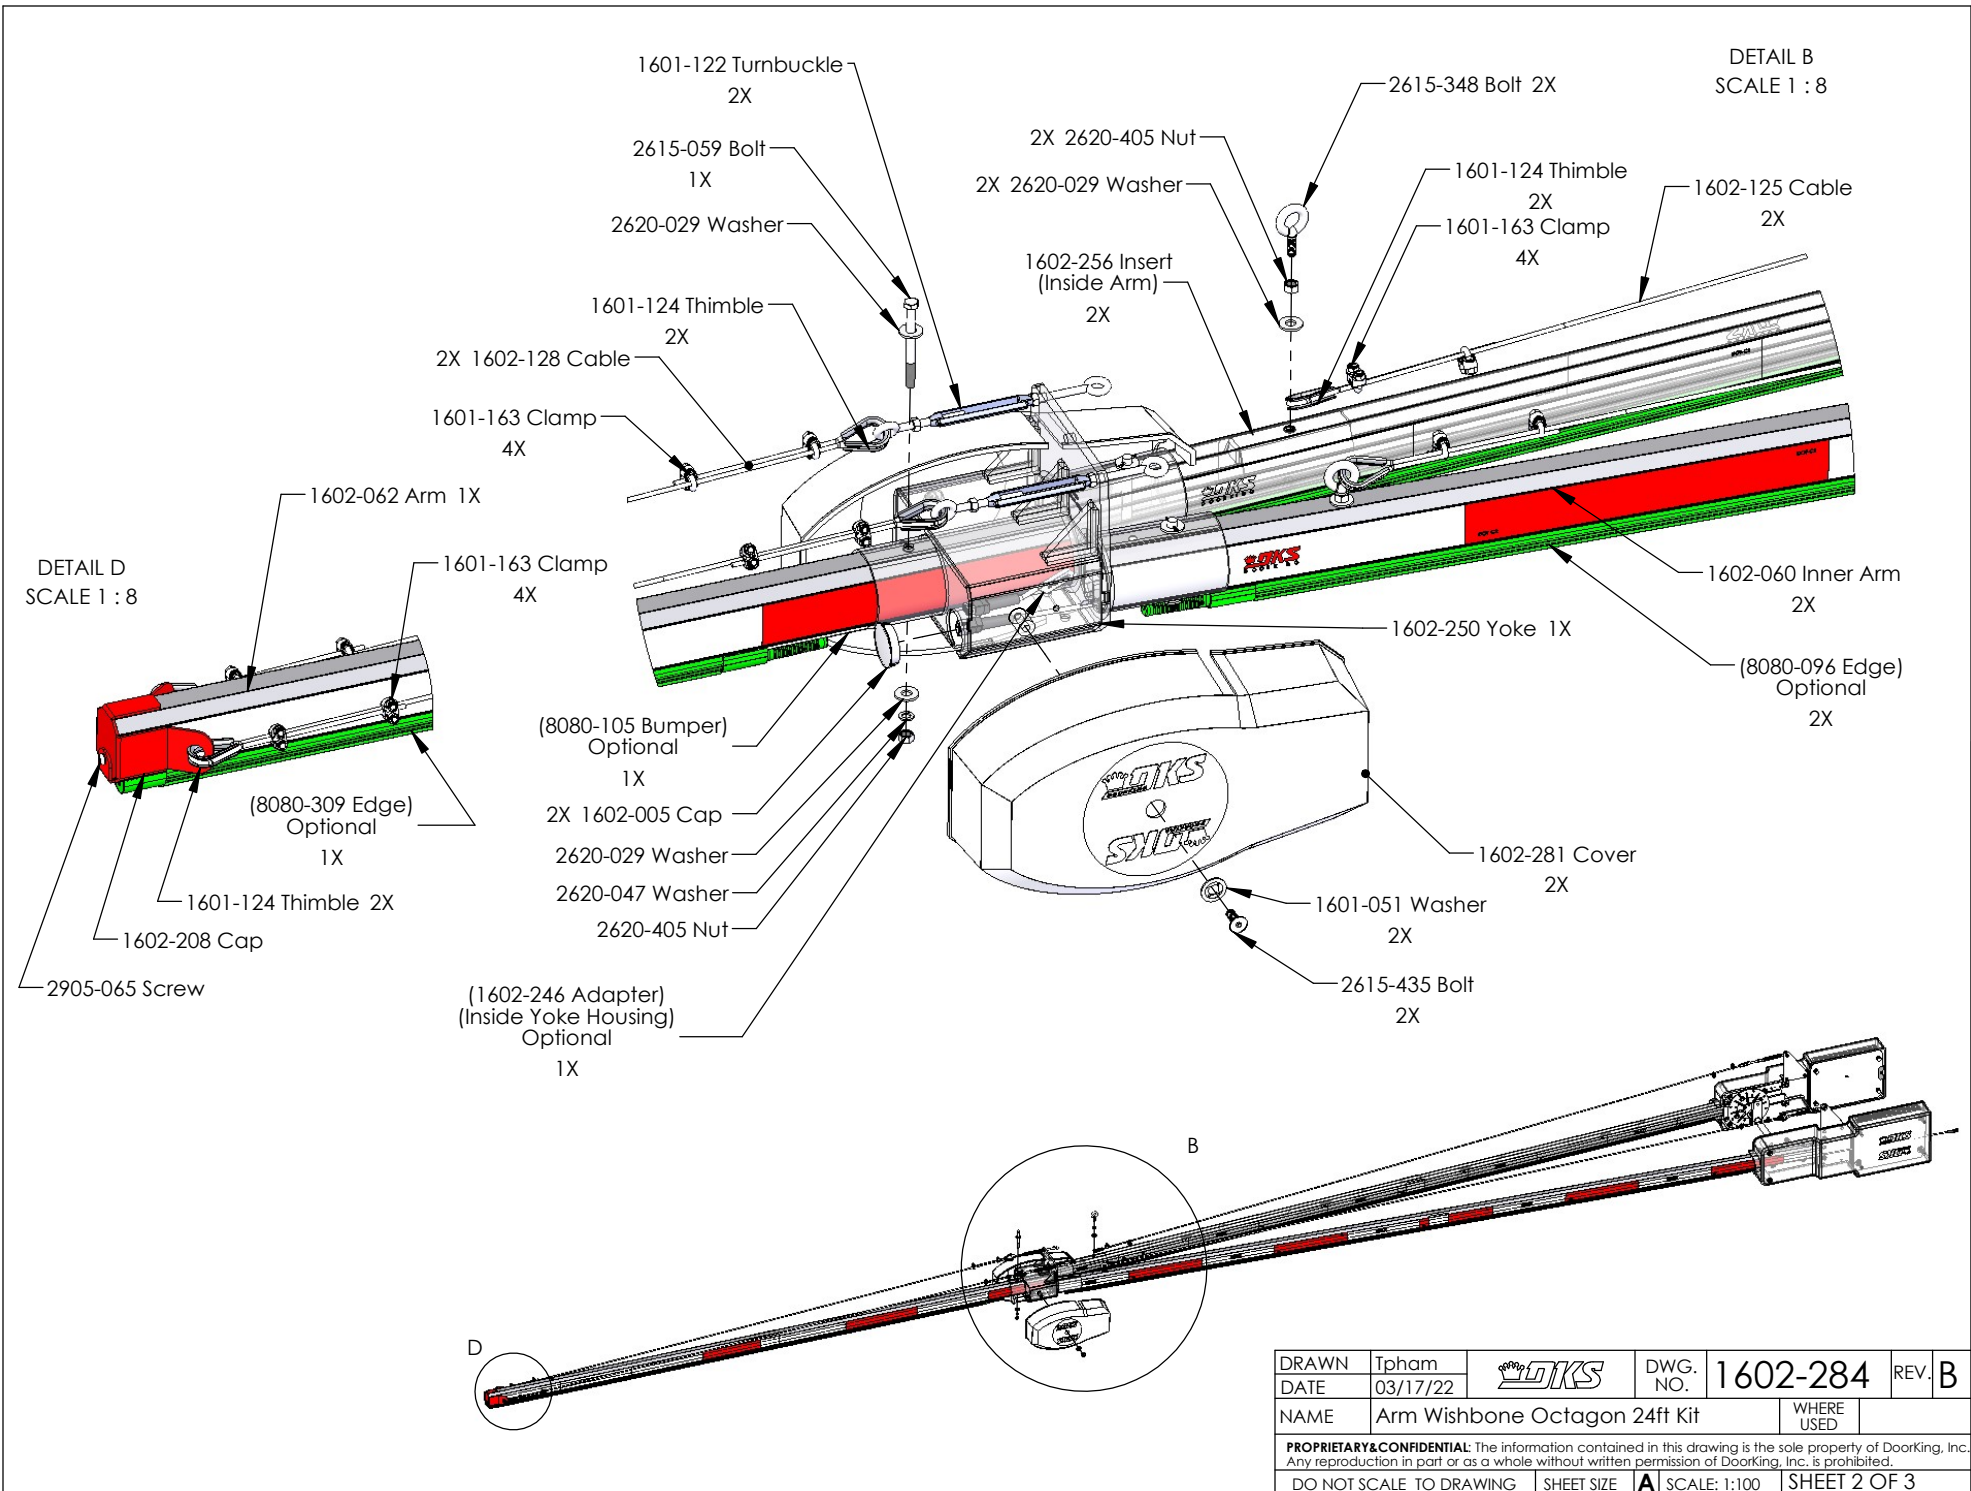 DETAIL B
SCALE 1 : 8
1601-122 Turnbuckle
2X
2615-059 Bolt
1X
2620-029 Washer
1601-124 Thimble
2X
2X 1602-128 Cable
1601-163 Clamp
4X
1602-062 Arm 1X
2615-348 Bolt 2X
2X 2620-405 Nut
2X 2620-029 Washer
1601-124 Thimble
2X
1601-163 Clamp
4X
1602-125 Cable
2X
1602-256 Insert
(Inside Arm)
2X
DKS
DKS
DOORKING
DETAIL D
SCALE 1 : 8
1601-163 Clamp
4X
1602-060 Inner Arm
2X
1602-250 Yoke 1X
(8080-096 Edge)
Optional
2X
(8080-105 Bumper)
Optional
1X
2X 1602-005 Cap
2620-029 Washer
2620-047 Washer
2620-405 Nut
(8080-309 Edge)
Optional
1X
1601-124 Thimble 2X
1602-208 Cap
2905-065 Screw
(1602-246 Adapter)
(Inside Yoke Housing)
Optional
1X
DKS
DKS
1602-281 Cover
2X
1601-051 Washer
2X
2615-435 Bolt
2X
B
D
DRAWN Tpham
DATE 03/17/22
DKS
DWG. NO. 1602-284 REV. B
NAME Arm Wishbone Octagon 24ft Kit WHERE USED
PROPRIETARY&CONFIDENTIAL: The information contained in this drawing is the sole property of DoorKing, Inc.
Any reproduction in part or as a whole without written permission of DoorKing, Inc. is prohibited.
DO NOT SCALE TO DRAWING SHEET SIZE A SCALE: 1:100 SHEET 2 OF 3